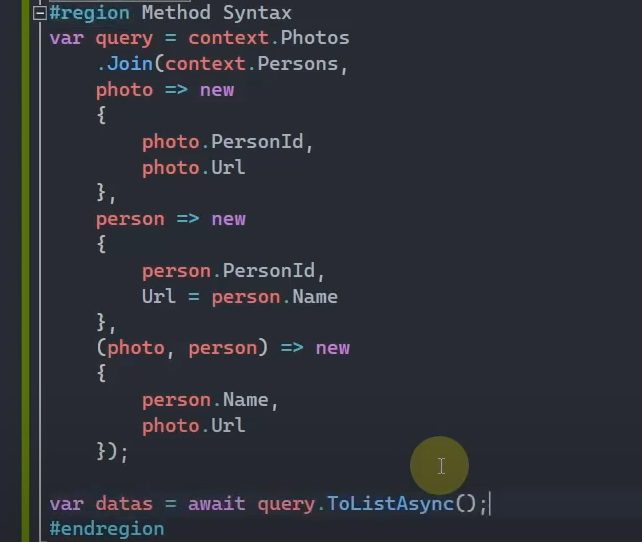 #region Method Syntax
var query = context.Photos
.Join(context.Persons,
photo => new
{
photo.PersonId,
photo.Url
},
person => new
{
person.PersonId,
Url = person.Name
},
(photo, person) => new
{
person.Name,
photo.Url
});
var datas = await query.ToListAsync();
#endregion